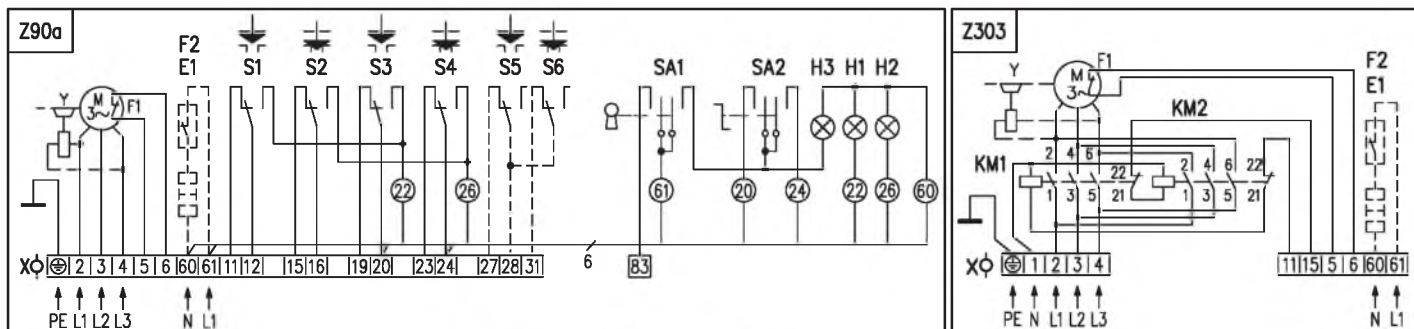 Z90a
F2
E1
S1 S2 S3 S4 S5 S6
SA1 SA2 H3 H1 H2
Y
M
3~
F1
22 26 61 20 24 22 26 60
6
X 2 3 4 5 6 60 61 11 12 15 16 19 20 23 24 27 28 31 83
PE L1 L2 L3 N L1
Z303
Y
M
3~
F1
F2
E1
KM2
KM1
2 4 6 22 2 4 6 22
1 3 5 21 1 3 5 21
X 1 2 3 4 11 15 5 6 60 61
PE N L1 L2 L3 N L1